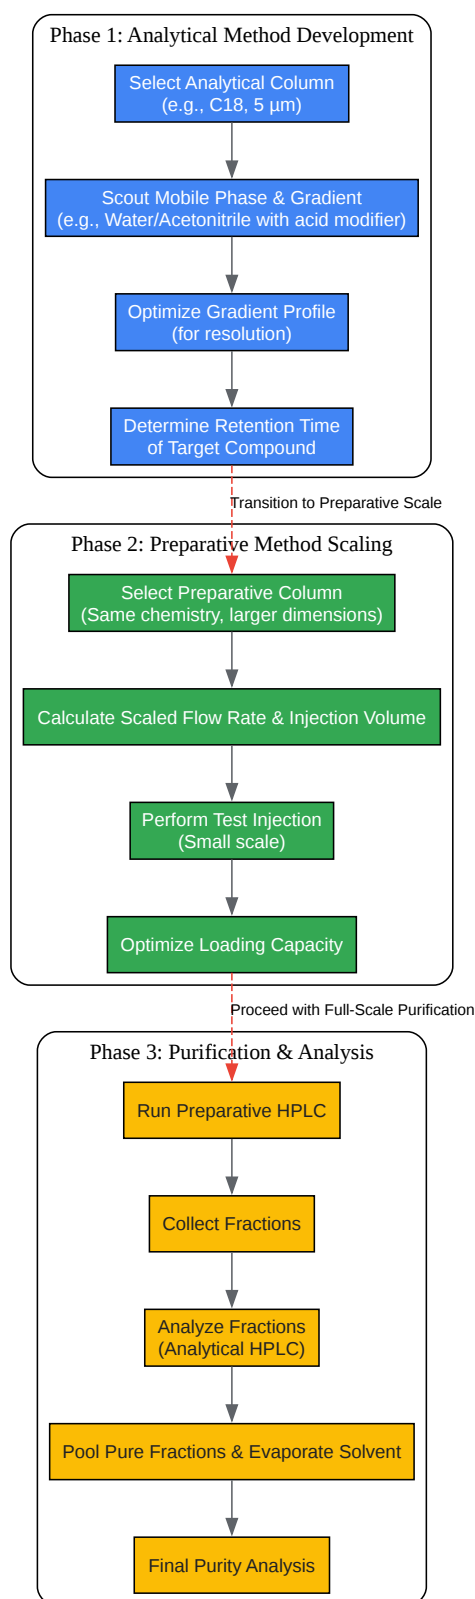 Phase 1: Analytical Method Development
Select Analytical Column
(e.g., C18, 5 µm)
Scout Mobile Phase & Gradient
(e.g., Water/Acetonitrile with acid modifier)
Optimize Gradient Profile
(for resolution)
Determine Retention Time
of Target Compound
Transition to Preparative Scale
Phase 2: Preparative Method Scaling
Select Preparative Column
(Same chemistry, larger dimensions)
Calculate Scaled Flow Rate & Injection Volume
Perform Test Injection
(Small scale)
Optimize Loading Capacity
Proceed with Full-Scale Purification
Phase 3: Purification & Analysis
Run Preparative HPLC
Collect Fractions
Analyze Fractions
(Analytical HPLC)
Pool Pure Fractions & Evaporate Solvent
Final Purity Analysis